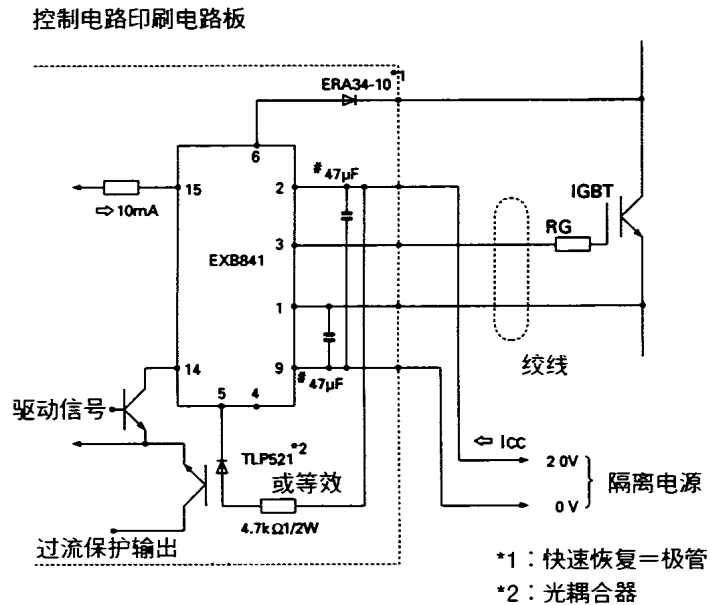 控制电路印刷电路板
ERA34-10*1
6
# 47μF
15
2
⇨10mA
IGBT
RG
3
EXB841
1
14
9
# 47μF
绞线
5
4
驱动信号
TLP521*2
或等效
⇦ Icc
20V
隔离电源
0V
4.7kΩ1/2W
过流保护输出
*1：快速恢复=极管
*2：光耦合器